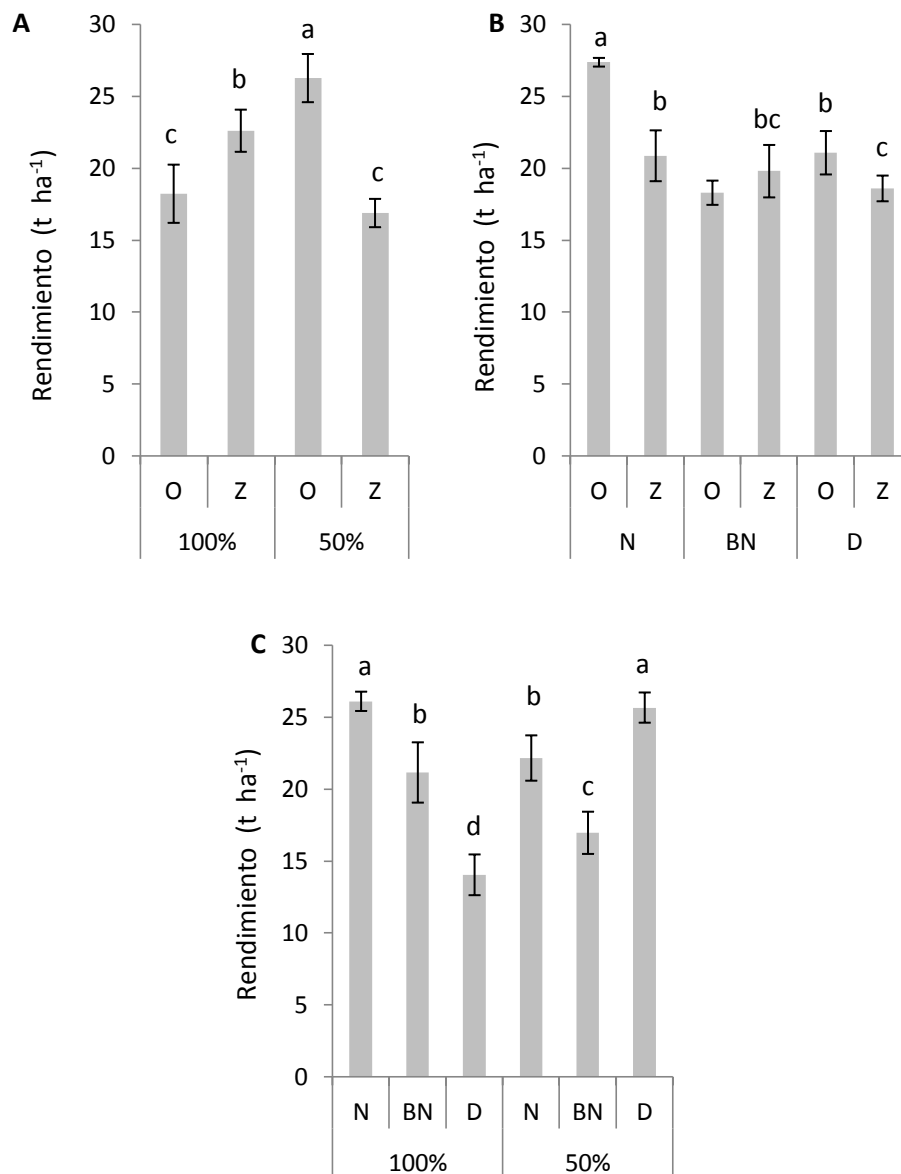 A
Rendimiento (t ha⁻¹)
30
25
20
15
10
5
0
c
b
a
c
O Z O Z
100% 50%
B
Rendimiento (t ha⁻¹)
30
25
20
15
10
5
0
a
b
bc
b
c
O Z O Z O Z
N BN D
C
Rendimiento (t ha⁻¹)
30
25
20
15
10
5
0
a
b
d
b
c
a
N BN D N BN D
100% 50%